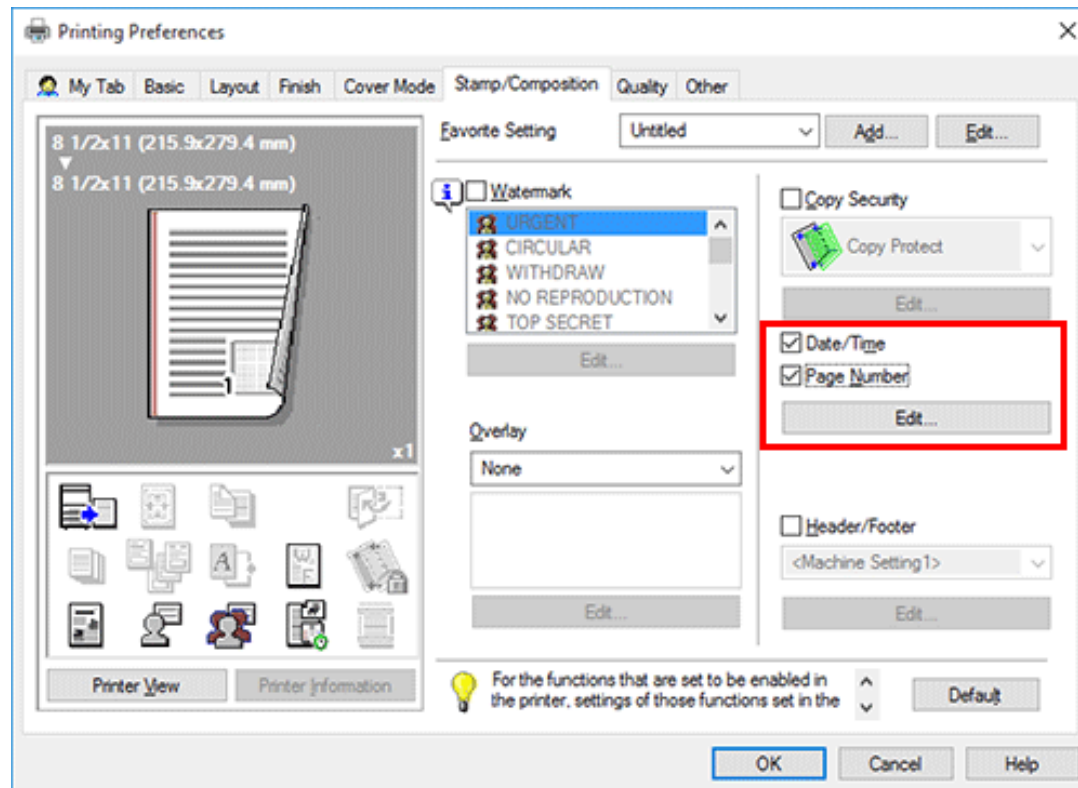 Printing Preferences
My Tab Basic Layout Finish Cover Mode Stamp/Composition Quality Other
8 1/2x11 (215.9x279.4 mm)
8 1/2x11 (215.9x279.4 mm)
1
x1
Printer View Printer Information
Favorite Setting Untitled Add... Edit...
Watermark
URGENT
CIRCULAR
WITHDRAW
NO REPRODUCTION
TOP SECRET
Edit...
Overlay
None
Edit...
Copy Security
Copy Protect
Edit...
Date/Time
Page Number
Edit...
Header/Footer
<Machine Setting1>
Edit...
For the functions that are set to be enabled in
the printer, settings of those functions set in the
Default
OK Cancel Help